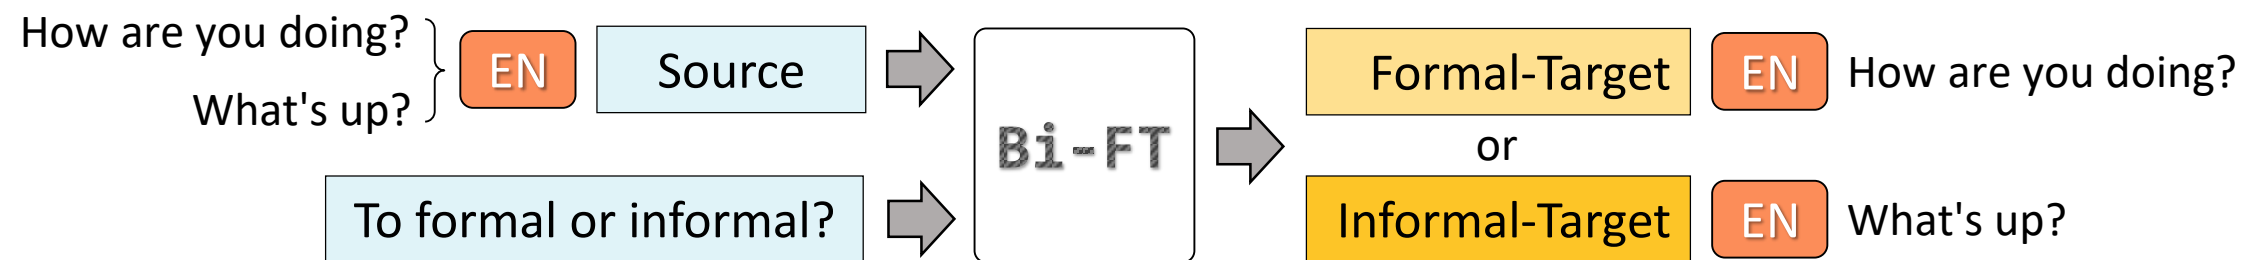 How are you doing?
What's up?
EN
Source
To formal or informal?
Bi-FT
Formal-Target
EN
How are you doing?
or
Informal-Target
EN
What's up?